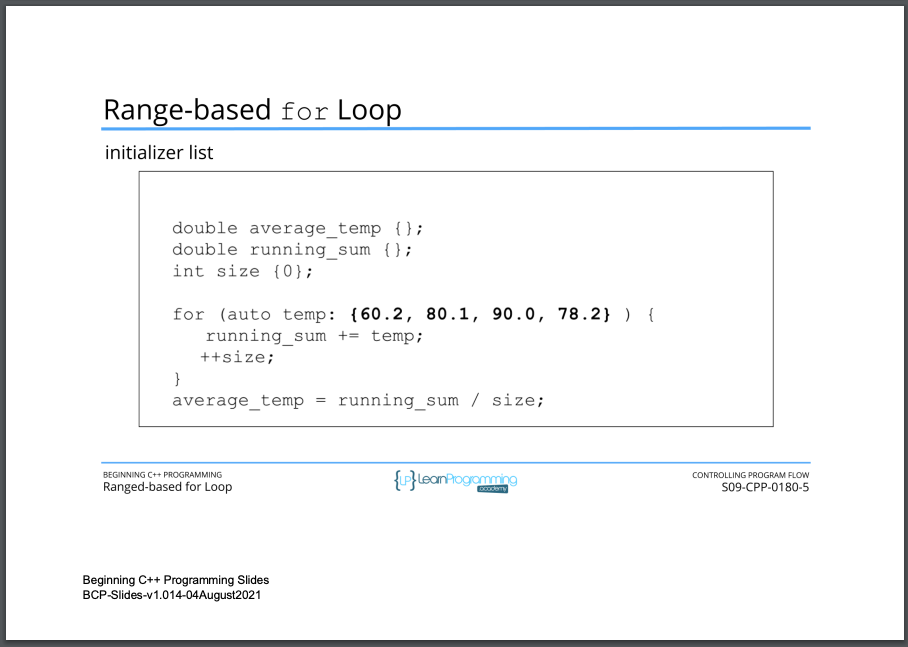 Range-based for Loop
initializer list
double average_temp {};
double running_sum {};
int size {0};
for (auto temp: {60.2, 80.1, 90.0, 78.2} ) {
running_sum += temp;
++size;
}
average_temp = running_sum / size;
BEGINNING C++ PROGRAMMING
Ranged-based for Loop
{LP} LearnProgramming
academy
CONTROLLING PROGRAM FLOW
S09-CPP-0180-5
Beginning C++ Programming Slides
BCP-Slides-v1.014-04August2021